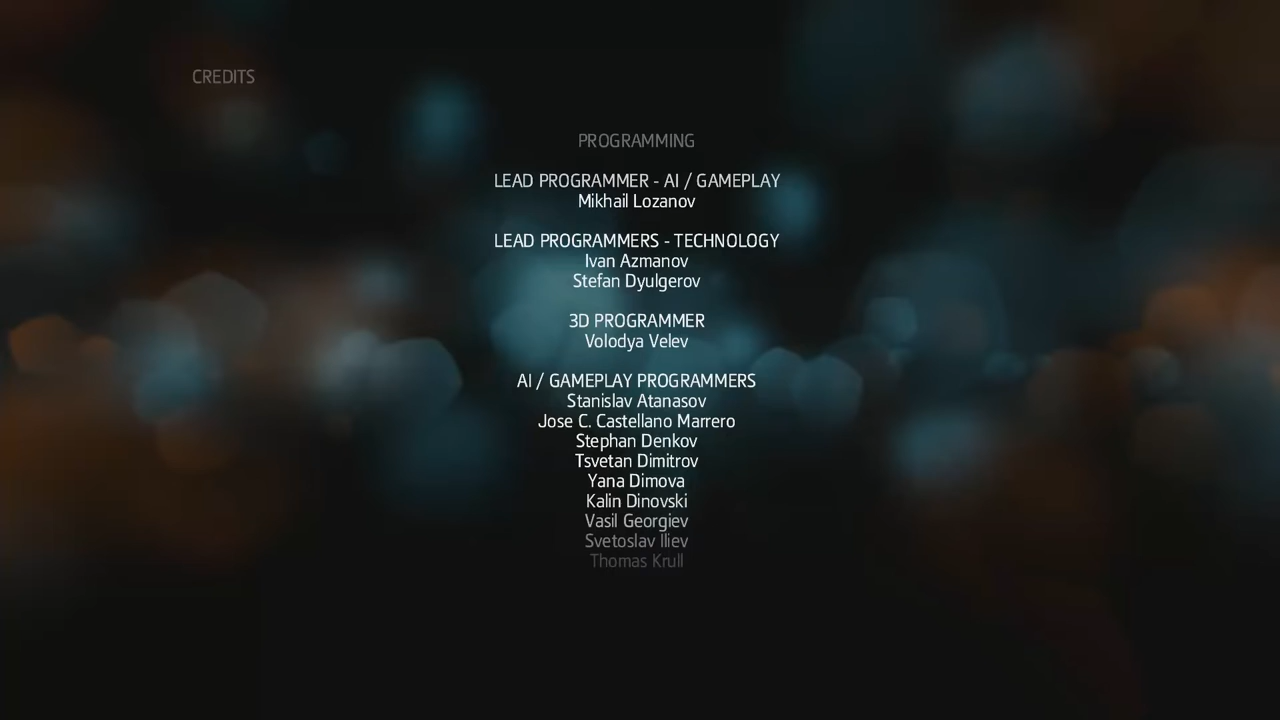 CREDITS
PROGRAMMING
LEAD PROGRAMMER - AI / GAMEPLAY
Mikhail Lozanov
LEAD PROGRAMMERS - TECHNOLOGY
Ivan Azmanov
Stefan Dyulgerov
3D PROGRAMMER
Volodya Velev
AI / GAMEPLAY PROGRAMMERS
Stanislav Atanasov
Jose C. Castellano Marrero
Stephan Denkov
Tsvetan Dimitrov
Yana Dimova
Kalin Dinovski
Vasil Georgiev
Svetoslav Iliev
Thomas Krull